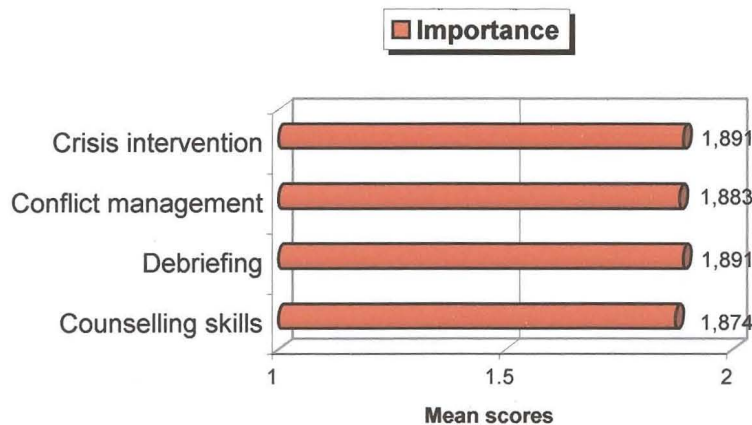 Importance
Crisis intervention 1,891
Conflict management 1,883
Debriefing 1,891
Counselling skills 1,874
1 1.5 2
Mean scores